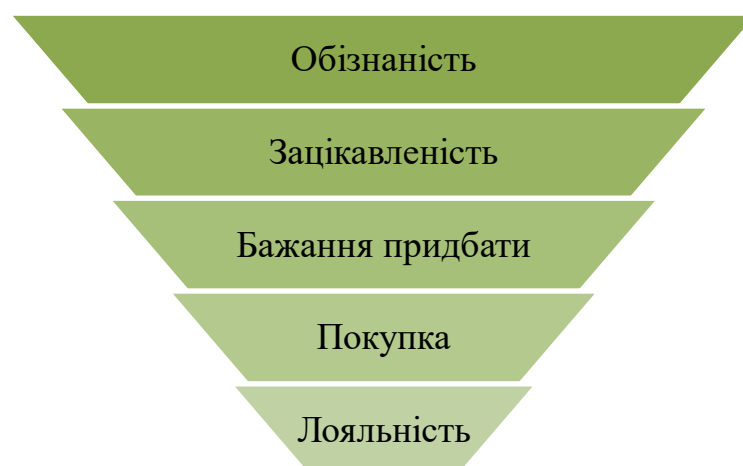 Обізнаність
Зацікавленість
Бажання придбати
Покупка
Лояльність